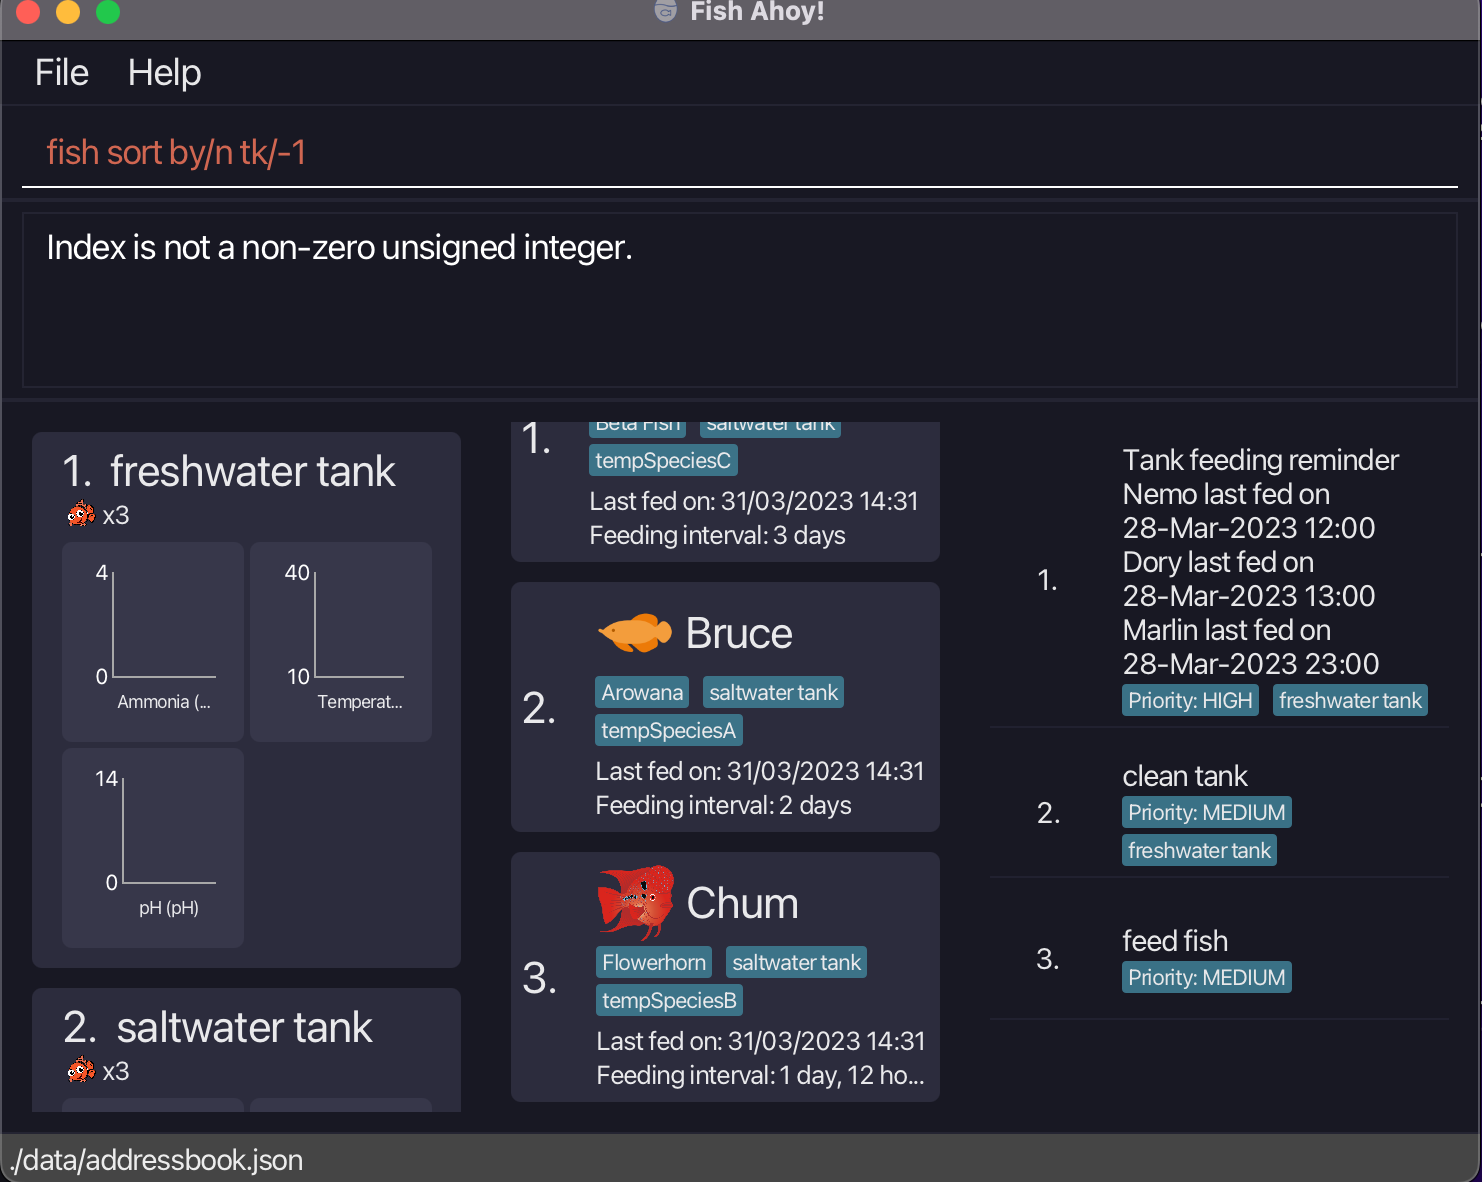 Fish Ahoy!
File Help
fish sort by/n tk/-1
Index is not a non-zero unsigned integer.
1. freshwater tank
x3
4
0
Ammonia (...
40
10
Temperat...
14
0
pH (pH)
2. saltwater tank
x3
1.
Beta Fish saltwater tank
tempSpeciesC
Last fed on: 31/03/2023 14:31
Feeding interval: 3 days
2.
Bruce
Arowana saltwater tank
tempSpeciesA
Last fed on: 31/03/2023 14:31
Feeding interval: 2 days
3.
Chum
Flowerhorn saltwater tank
tempSpeciesB
Last fed on: 31/03/2023 14:31
Feeding interval: 1 day, 12 ho...
1.
Tank feeding reminder
Nemo last fed on
28-Mar-2023 12:00
Dory last fed on
28-Mar-2023 13:00
Marlin last fed on
28-Mar-2023 23:00
Priority: HIGH freshwater tank
2.
clean tank
Priority: MEDIUM
freshwater tank
3.
feed fish
Priority: MEDIUM
./data/addressbook.json